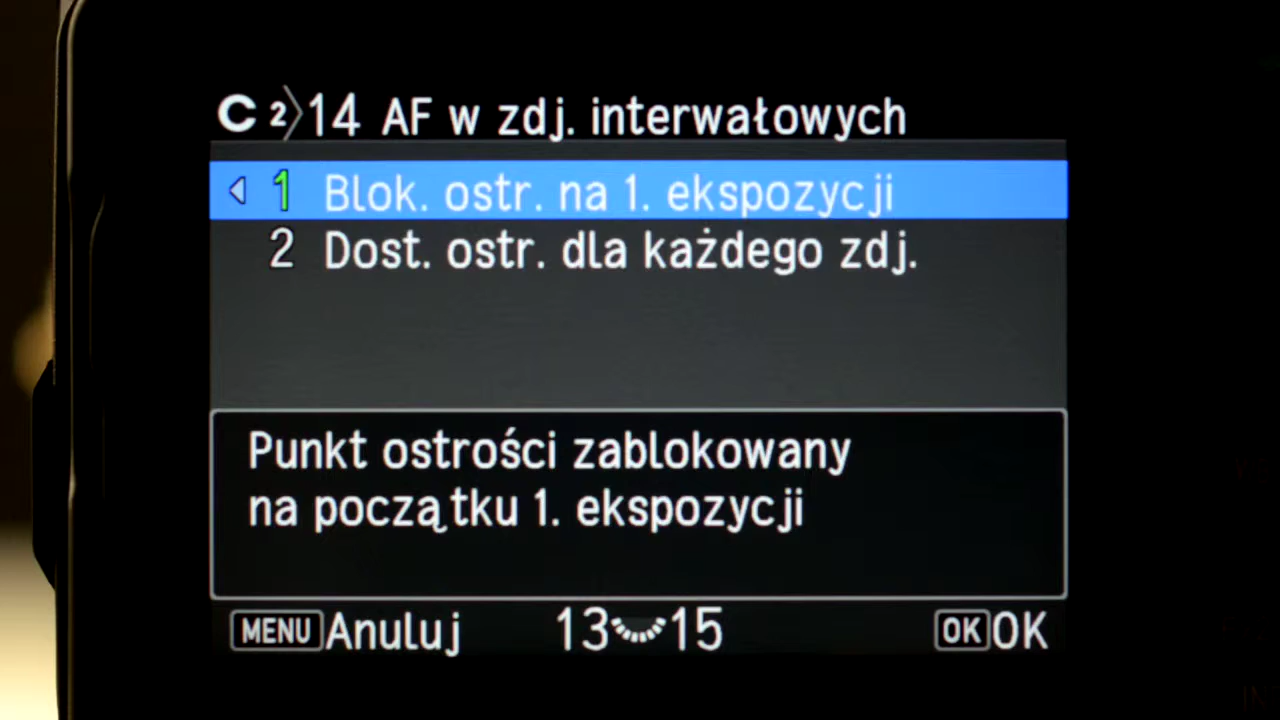 C 2 14 AF w zdj. interwałowych
1 Blok. ostr. na 1. ekspozycji
2 Dost. ostr. dla każdego zdj.
Punkt ostrości zablokowany
na początku 1. ekspozycji
MENU Anuluj 13 15 OK OK